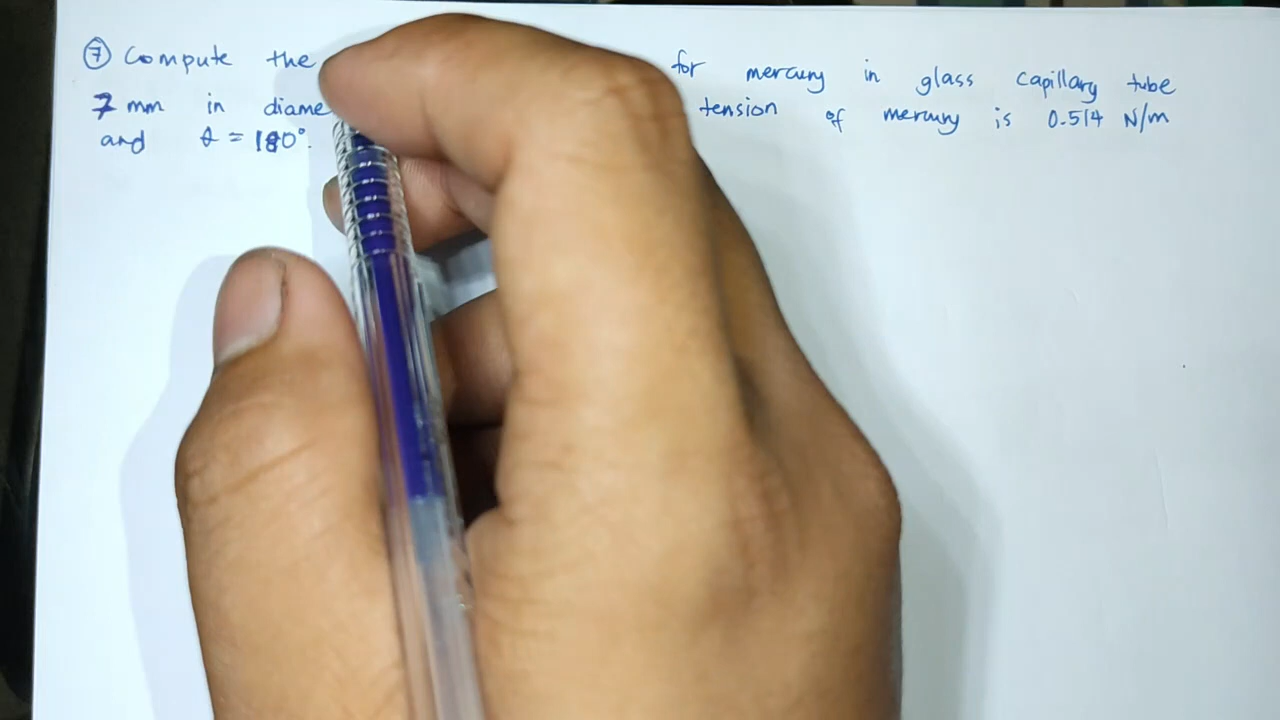 ⑦ Compute the for mercury in glass capillary tube
7 mm in diame tension of mercury is 0.514 N/m
and θ = 180°.